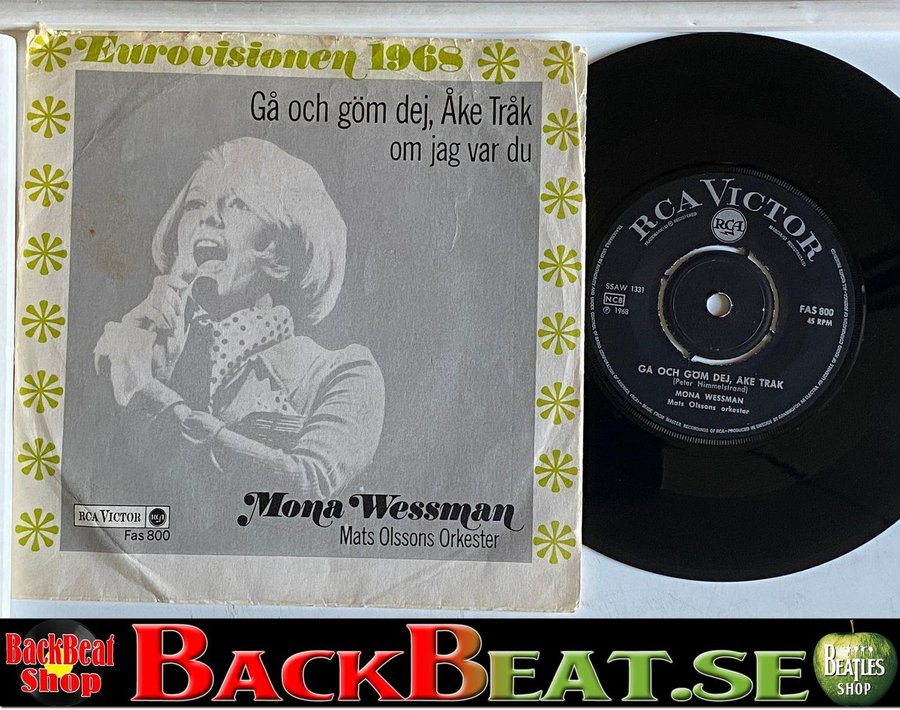 Eurovisionen 1968
Gå och göm dej, Åke Tråk
om jag var du
RCA VICTOR RCA
Fas 800
Mona Wessman
Mats Olssons Orkester
RCA VICTOR
RCA
SSAW 1331
NCB
℗ 1968
FAS 800
45 RPM
GÅ OCH GÖM DEJ, ÅKE TRÅK
(Peter Himmelstrand)
MONA WESSMAN
Mats Olssons orkester
BackBeat
Shop
BACKBEAT.SE
BEATLES
SHOP